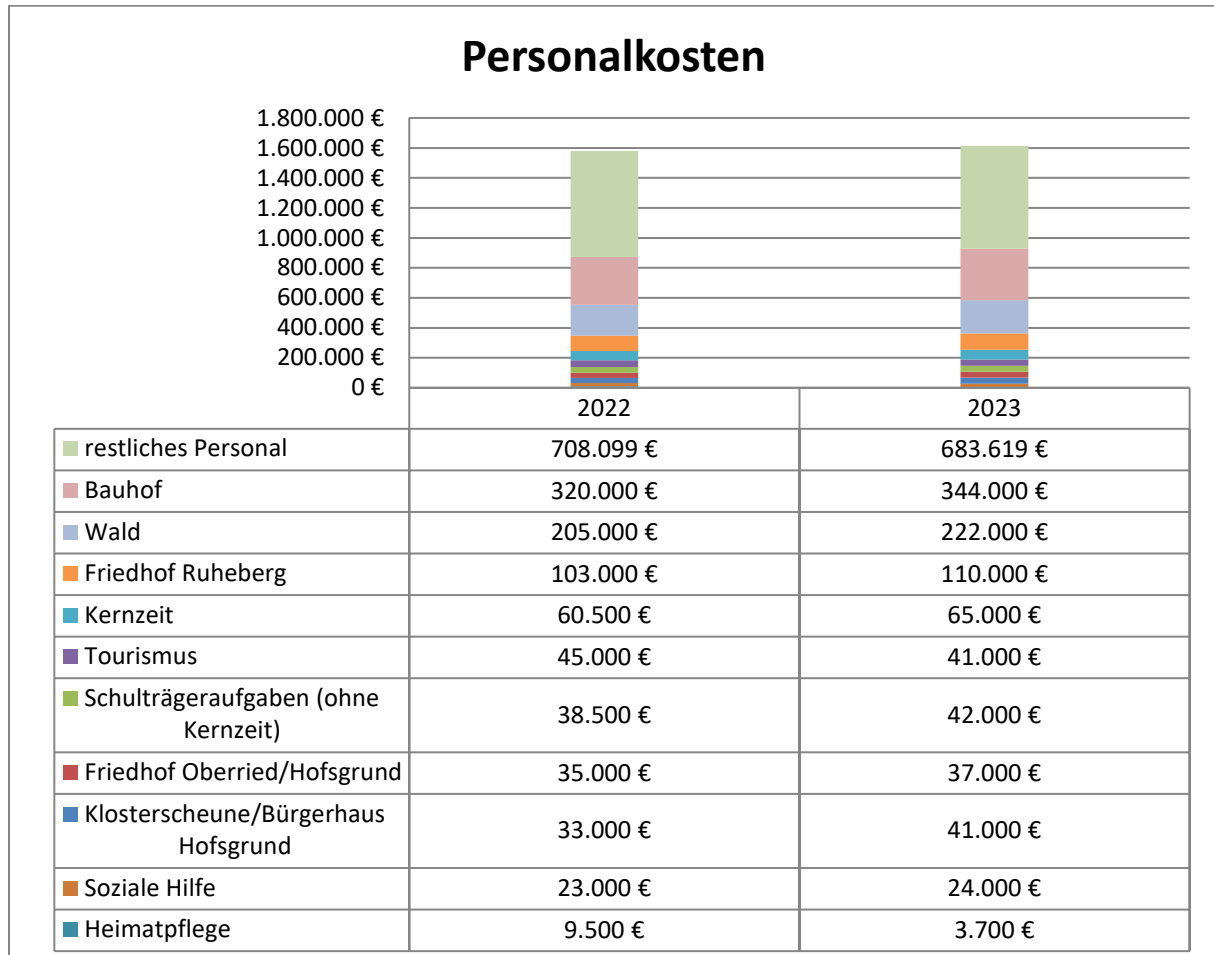 Personalkosten
1.800.000 €
1.600.000 €
1.400.000 €
1.200.000 €
1.000.000 €
800.000 €
600.000 €
400.000 €
200.000 €
0 €
2022 2023
restliches Personal 708.099 € 683.619 €
Bauhof 320.000 € 344.000 €
Wald 205.000 € 222.000 €
Friedhof Ruheberg 103.000 € 110.000 €
Kernzeit 60.500 € 65.000 €
Tourismus 45.000 € 41.000 €
Schulträgeraufgaben (ohne
Kernzeit) 38.500 € 42.000 €
Friedhof Oberried/Hofsgrund 35.000 € 37.000 €
Klosterscheune/Bürgerhaus
Hofsgrund 33.000 € 41.000 €
Soziale Hilfe 23.000 € 24.000 €
Heimatpflege 9.500 € 3.700 €